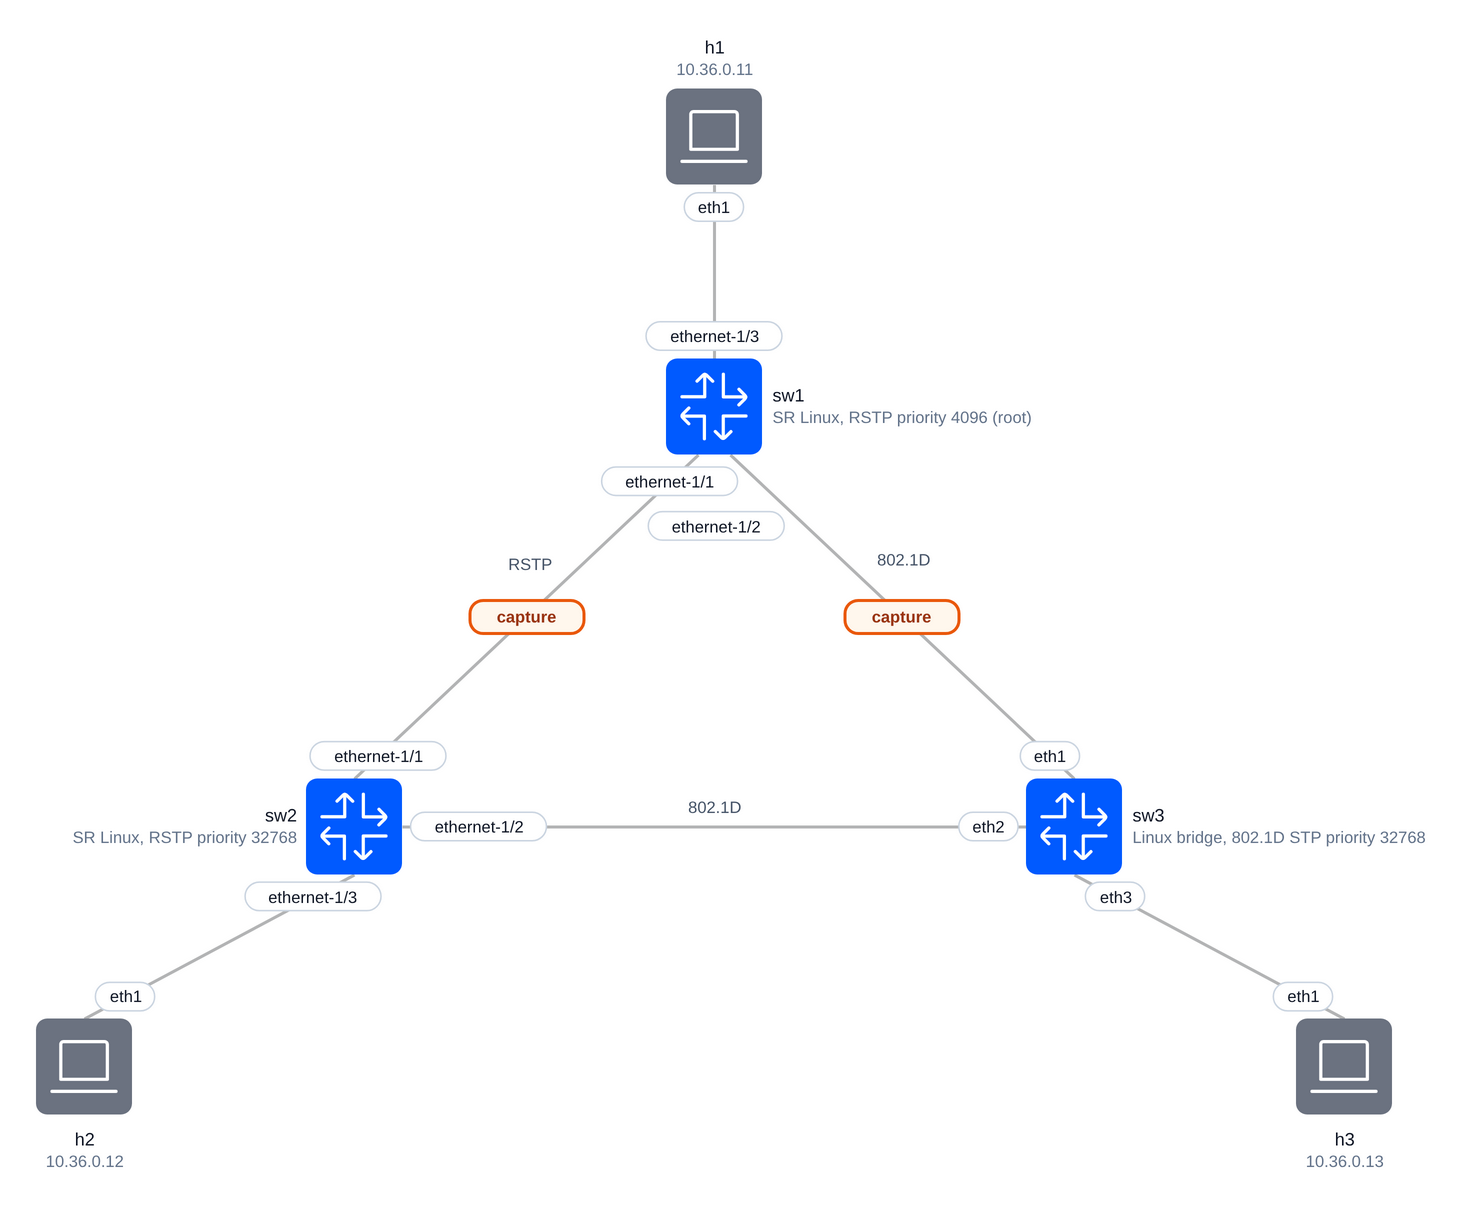 h1
10.36.0.11
eth1
ethernet-1/3
sw1
SR Linux, RSTP priority 4096 (root)
ethernet-1/1
ethernet-1/2
RSTP
802.1D
capture
capture
ethernet-1/1
eth1
sw2
SR Linux, RSTP priority 32768
ethernet-1/2
802.1D
eth2
sw3
Linux bridge, 802.1D STP priority 32768
ethernet-1/3
eth3
eth1
eth1
h2
10.36.0.12
h3
10.36.0.13